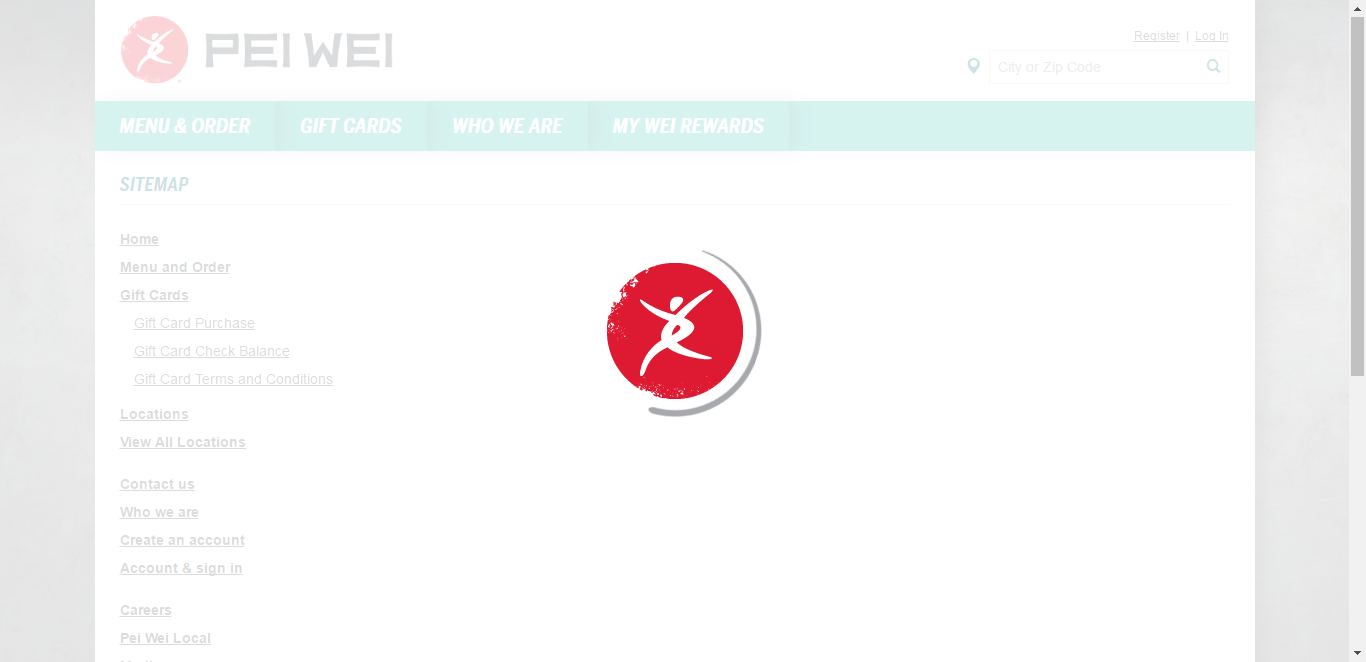 PEI WEI
Register | Log In
City or Zip Code
MENU & ORDER GIFT CARDS WHO WE ARE MY WEI REWARDS
SITEMAP
Home
Menu and Order
Gift Cards
Gift Card Purchase
Gift Card Check Balance
Gift Card Terms and Conditions
Locations
View All Locations
Contact us
Who we are
Create an account
Account & sign in
Careers
Pei Wei Local